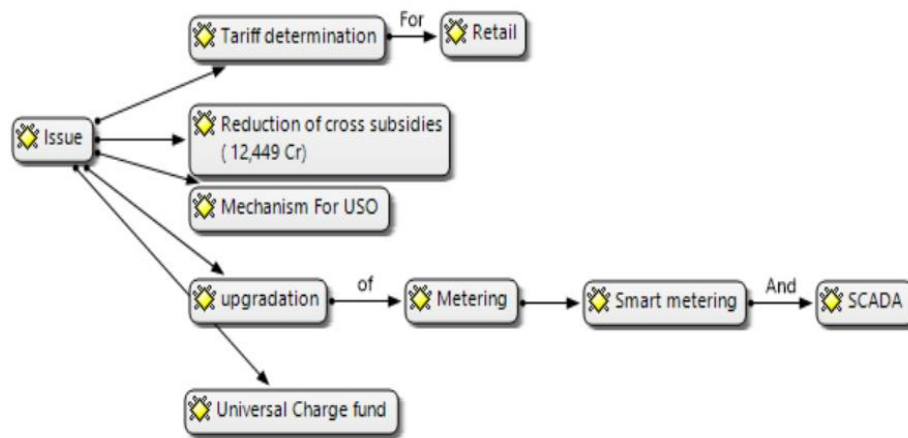 Tariff determination
For
Retail
Issue
Reduction of cross subsidies
( 12,449 Cr)
Mechanism For USO
upgradation
of
Metering
Smart metering
And
SCADA
Universal Charge fund